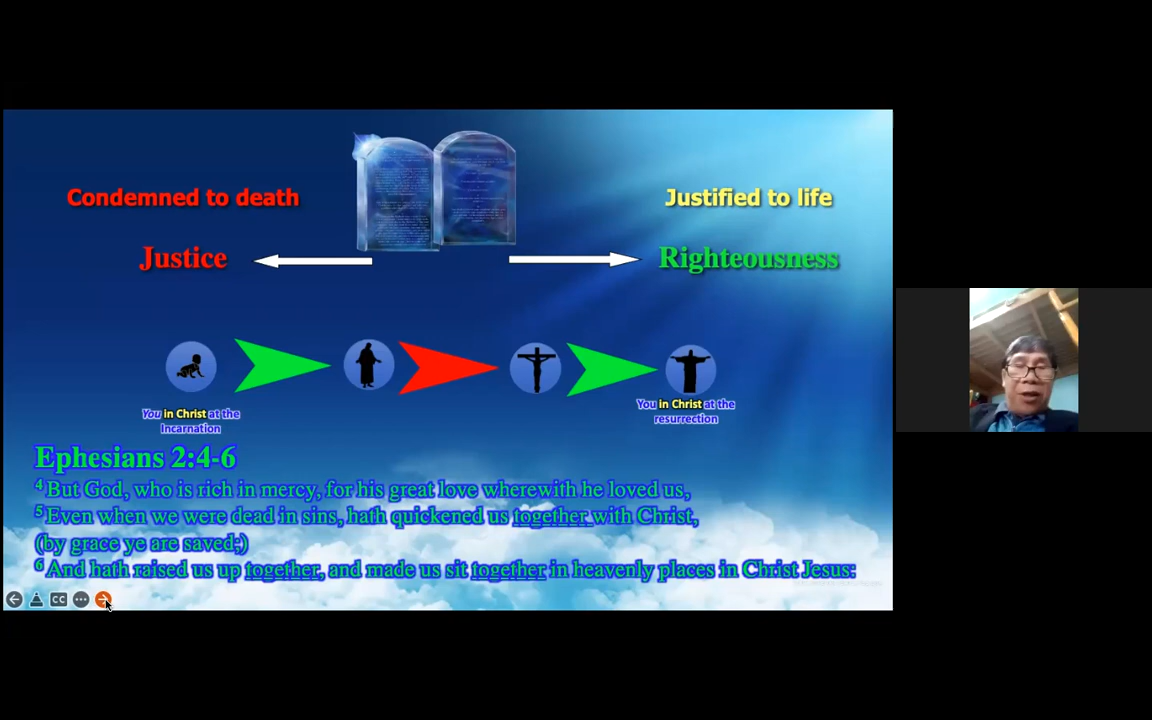 Condemned to death
Justified to life
Justice
Righteousness
You in Christ at the
Incarnation
You in Christ at the
resurrection
Ephesians 2:4-6
4 But God, who is rich in mercy, for his great love wherewith he loved us,
5 Even when we were dead in sins, hath quickened us together with Christ,
(by grace ye are saved;)
6 And hath raised us up together, and made us sit together in heavenly places in Christ Jesus:
CC